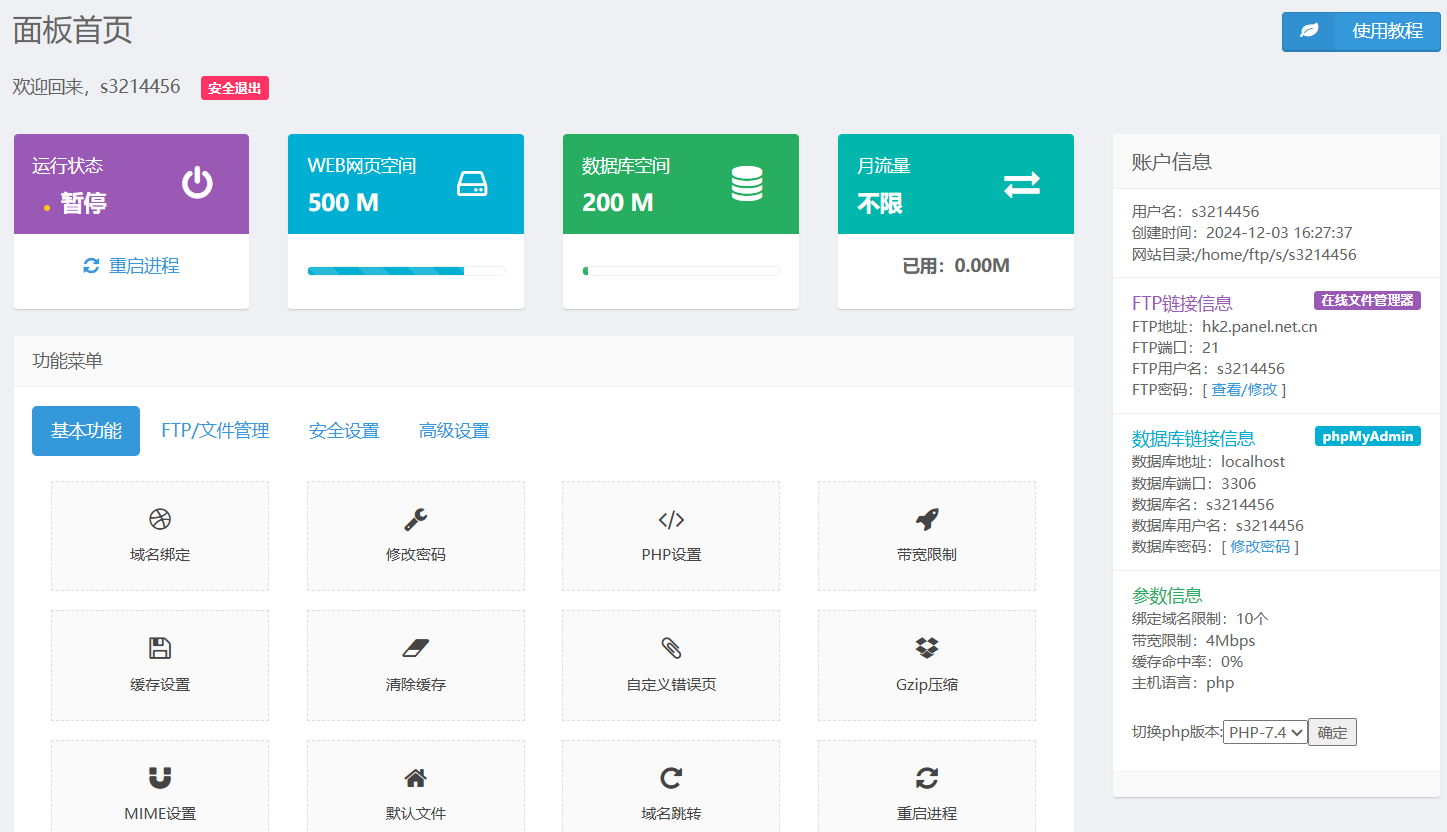 面板首页
使用教程
欢迎回来，s3214456
安全退出
运行状态
暂停
重启进程
WEB网页空间
500 M
数据库空间
200 M
月流量
不限
已用：0.00M
功能菜单
基本功能
FTP/文件管理
安全设置
高级设置
域名绑定
修改密码
PHP设置
带宽限制
缓存设置
清除缓存
自定义错误页
Gzip压缩
MIME设置
默认文件
域名跳转
重启进程
账户信息
用户名：s3214456
创建时间：2024-12-03 16:27:37
网站目录:/home/ftp/s/s3214456
FTP链接信息
在线文件管理器
FTP地址：hk2.panel.net.cn
FTP端口：21
FTP用户名：s3214456
FTP密码：[ 查看/修改 ]
数据库链接信息
phpMyAdmin
数据库地址：localhost
数据库端口：3306
数据库名：s3214456
数据库用户名：s3214456
数据库密码：[ 修改密码 ]
参数信息
绑定域名限制：10个
带宽限制：4Mbps
缓存命中率：0%
主机语言：php
切换php版本:PHP-7.4 确定